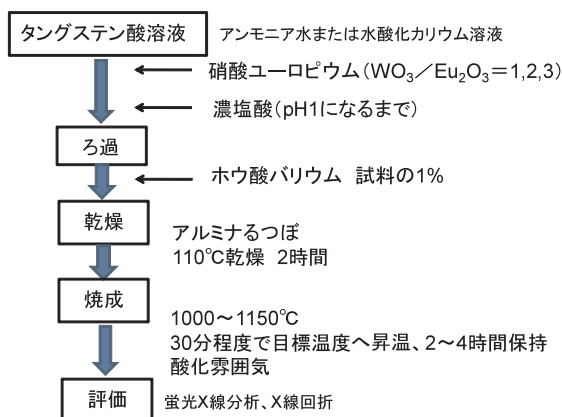 タングステン酸溶液 アンモニア水または水酸化カリウム溶液
硝酸ユーロピウム(WO₃/Eu₂O₃=1,2,3)
濃塩酸(pH1になるまで)
ろ過
ホウ酸バリウム 試料の1%
乾燥
アルミナるつぼ
110℃乾燥 2時間
焼成
1000~1150℃
30分程度で目標温度へ昇温、2~4時間保持
酸化雰囲気
評価 蛍光X線分析、X線回折